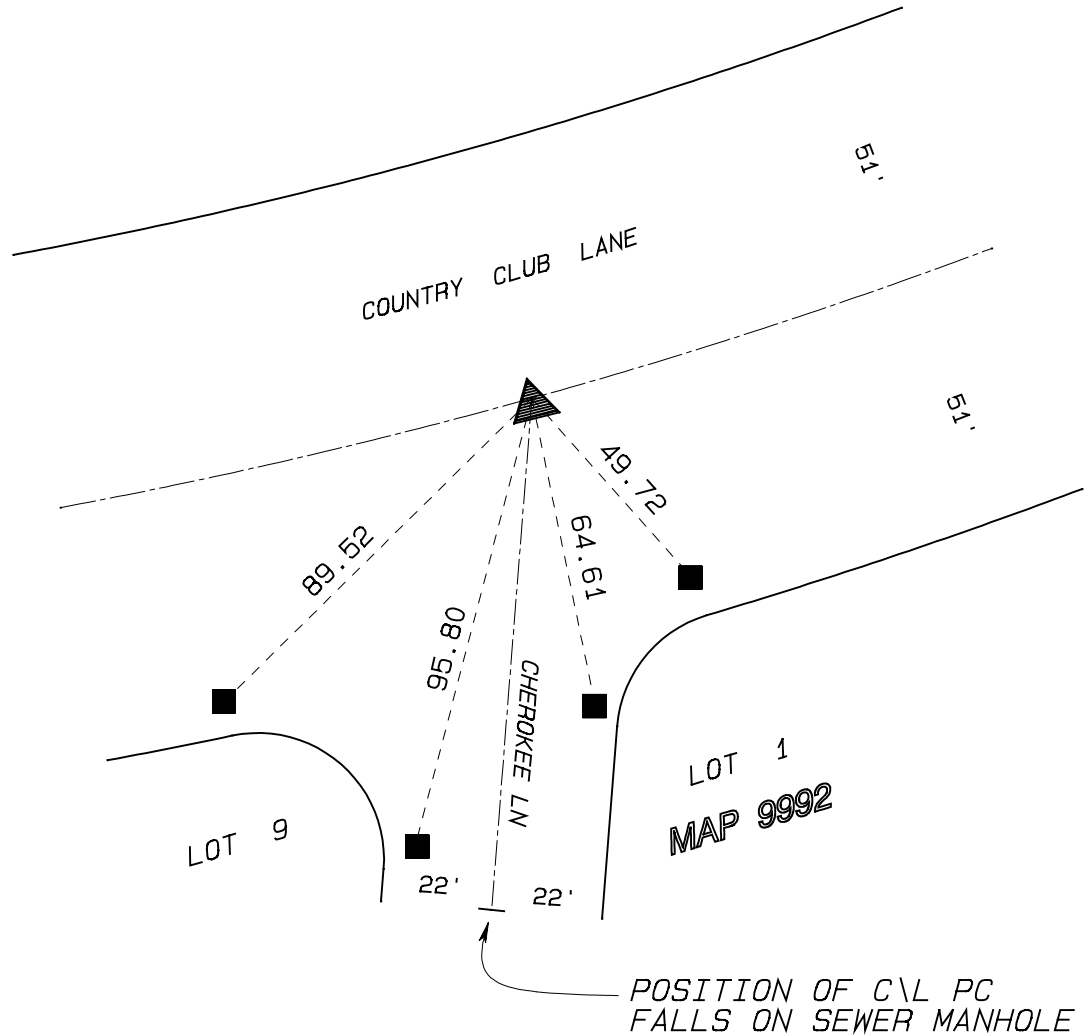 51'
COUNTRY CLUB LANE
51'
49.72
89.52
64.61
95.80
CHEROKEE LN
LOT 1
MAP 9992
LOT 9
22'
22'
POSITION OF C\L PC
FALLS ON SEWER MANHOLE